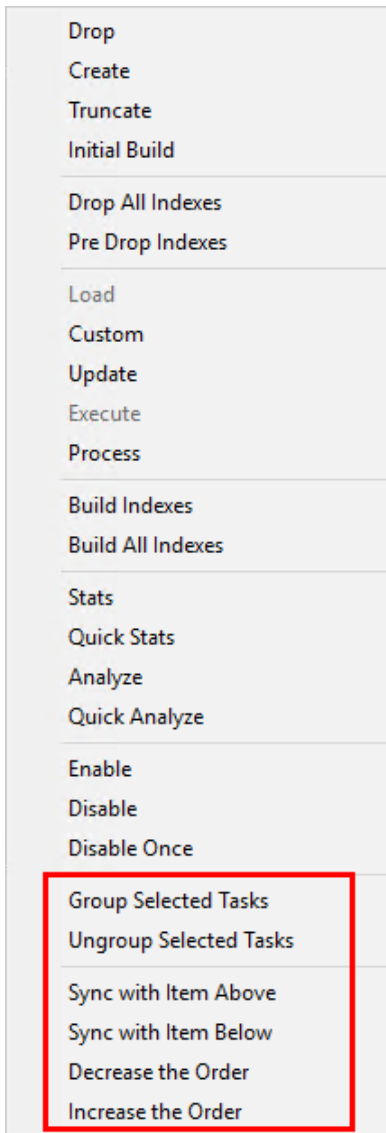 Drop
Create
Truncate
Initial Build
Drop All Indexes
Pre Drop Indexes
Load
Custom
Update
Execute
Process
Build Indexes
Build All Indexes
Stats
Quick Stats
Analyze
Quick Analyze
Enable
Disable
Disable Once
Group Selected Tasks
Ungroup Selected Tasks
Sync with Item Above
Sync with Item Below
Decrease the Order
Increase the Order